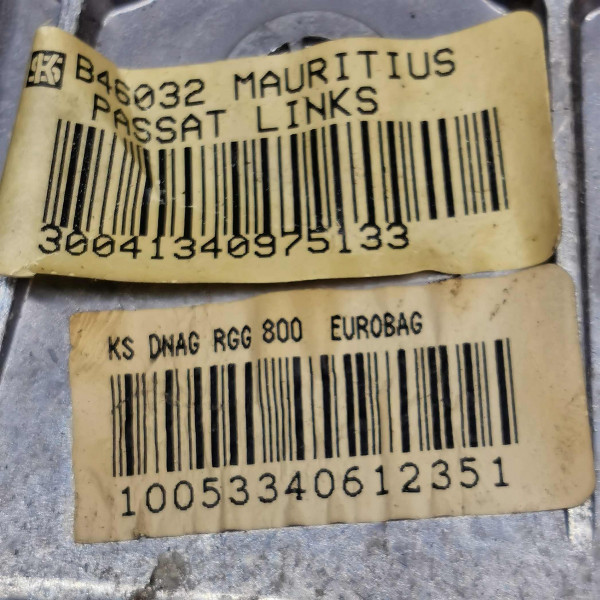 B46032 MAURITIUS
PASSAT LINKS
30041340975133
KS DNAG RGG 800 EUROBAG
10053340612351